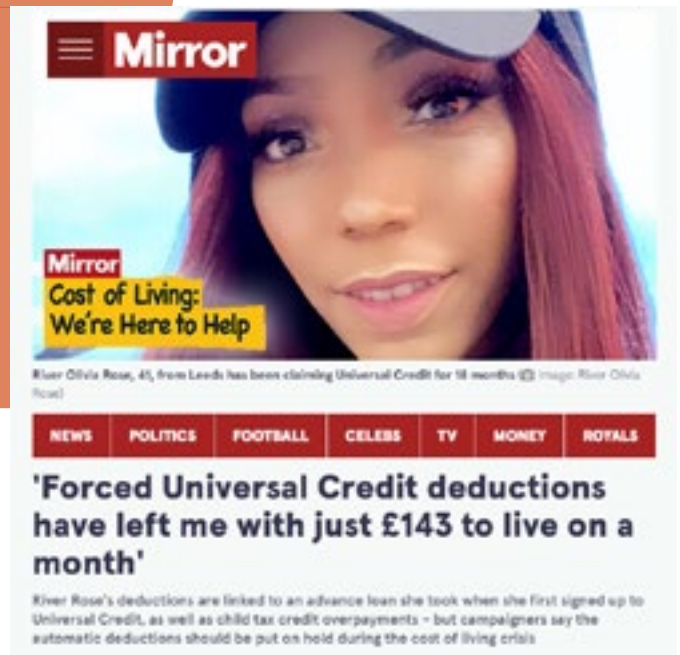 Mirror
Mirror
Cost of Living:
We're Here to Help
River Olivia Rose, 41, from Leeds has been claiming Universal Credit for 18 months (Image: River Olivia
Rose)
NEWS POLITICS FOOTBALL CELEBS TV MONEY ROYALS
'Forced Universal Credit deductions
have left me with just £143 to live on a
month'
River Rose's deductions are linked to an advance loan she took when she first signed up to
Universal Credit, as well as child tax credit overpayments - but campaigners say the
automatic deductions should be put on hold during the cost of living crisis